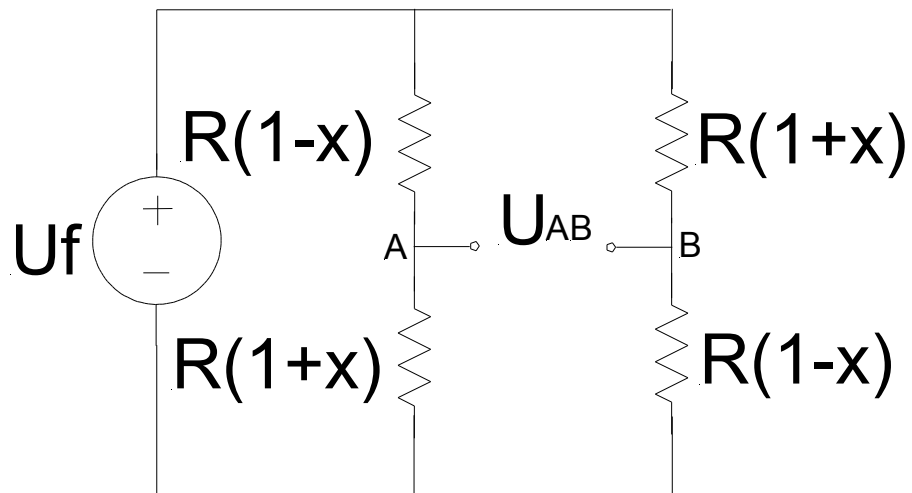 R(1-x)
R(1+x)
+
Uf
−
A
UAB
B
R(1+x)
R(1-x)